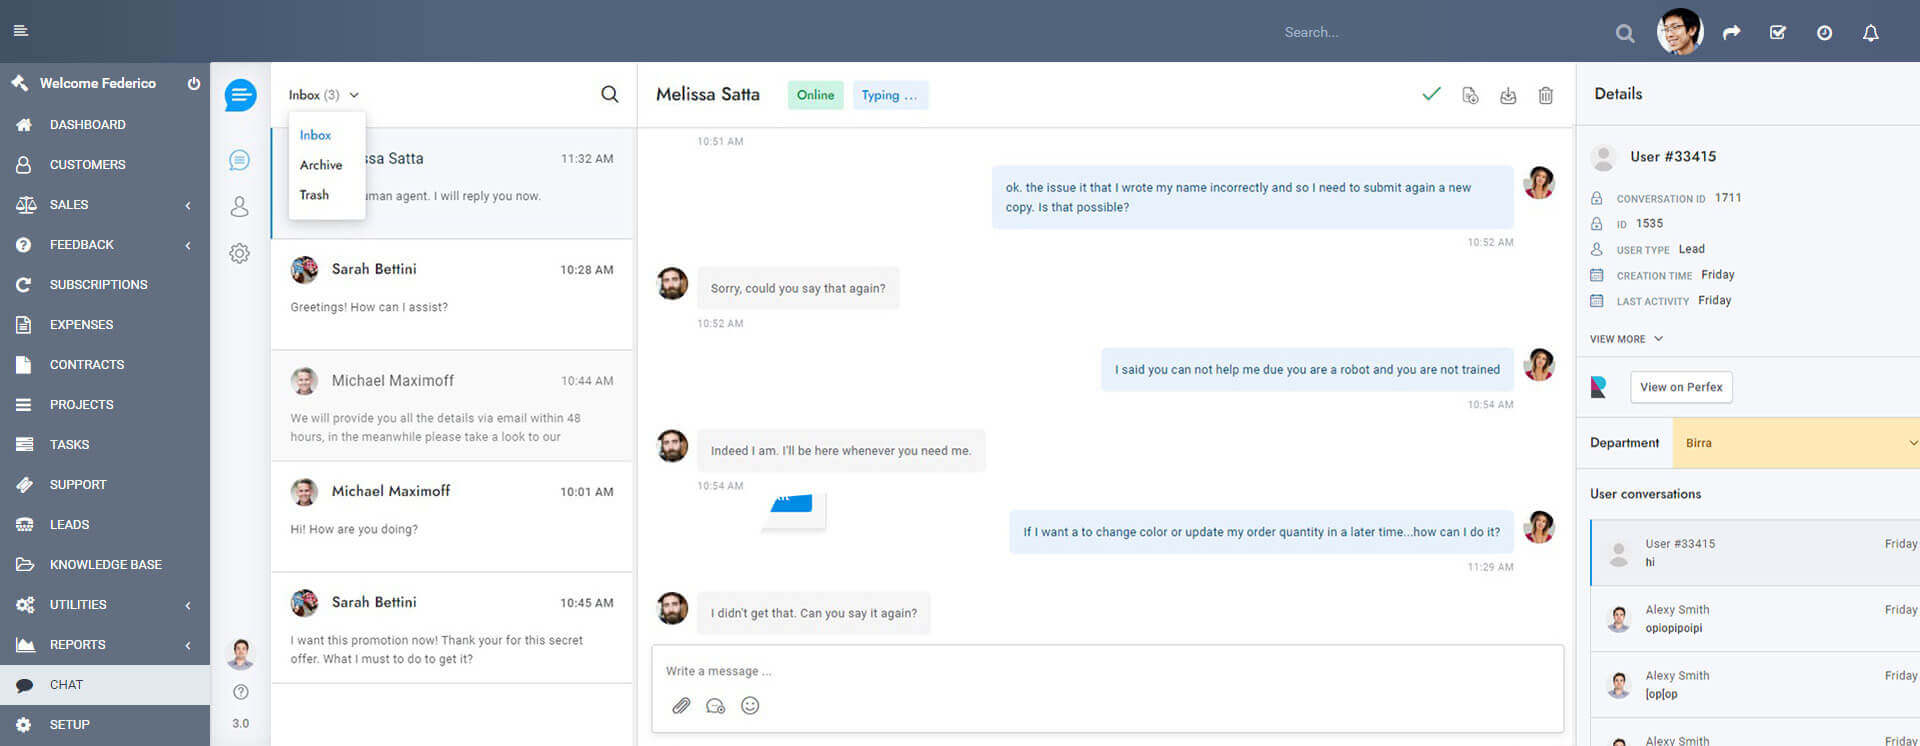 Search...
Welcome Federico
DASHBOARD
CUSTOMERS
SALES
FEEDBACK
SUBSCRIPTIONS
EXPENSES
CONTRACTS
PROJECTS
TASKS
SUPPORT
LEADS
KNOWLEDGE BASE
UTILITIES
REPORTS
CHAT
SETUP
3.0
Inbox (3)
Inbox
Archive
Trash
ssa Satta 11:32 AM
uman agent. I will reply you now.
Sarah Bettini 10:28 AM
Greetings! How can I assist?
Michael Maximoff 10:44 AM
We will provide you all the details via email within 48
hours, in the meanwhile please take a look to our
Michael Maximoff 10:01 AM
Hi! How are you doing?
Sarah Bettini 10:45 AM
I want this promotion now! Thank your for this secret
offer. What I must to do to get it?
Melissa Satta Online Typing ...
10:51 AM
ok. the issue it that I wrote my name incorrectly and so I need to submit again a new
copy. Is that possible?
10:52 AM
Sorry, could you say that again?
10:52 AM
I said you can not help me due you are a robot and you are not trained
10:54 AM
Indeed I am. I'll be here whenever you need me.
10:54 AM
If I want a to change color or update my order quantity in a later time...how can I do it?
11:29 AM
I didn't get that. Can you say it again?
Write a message ...
Details
User #33415
CONVERSATION ID 1711
ID 1535
USER TYPE Lead
CREATION TIME Friday
LAST ACTIVITY Friday
VIEW MORE
View on Perfex
Department Birra
User conversations
User #33415 Friday
hi
Alexy Smith Friday
opiopipoipi
Alexy Smith Friday
[op[op
Alexy Smith Friday